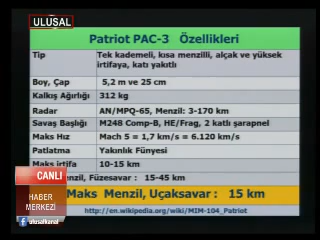 ULUSAL
Patriot PAC-3 Özellikleri
Tip Tek kademeli, kısa menzilli, alçak ve yüksek
irtifaya, katı yakıtlı
Boy, Çap 5,2 m ve 25 cm
Kalkış Ağırlığı 312 kg
Radar AN/MPQ-65, Menzil: 3-170 km
Savaş Başlığı M248 Comp-B, HE/Frag, 2 katlı şarapnel
Maks Hız Mach 5 = 1,7 km/s = 6.120 km/s
Patlatma Yakınlık Fünyesi
Maks irtifa 10-15 km
Menzil, Füzesavar : 15-45 km
Maks Menzil, Uçaksavar : 15 km
http://en.wikipedia.org/wiki/MIM-104_Patriot
CANLI
HABER
MERKEZİ
f ulusalkanal